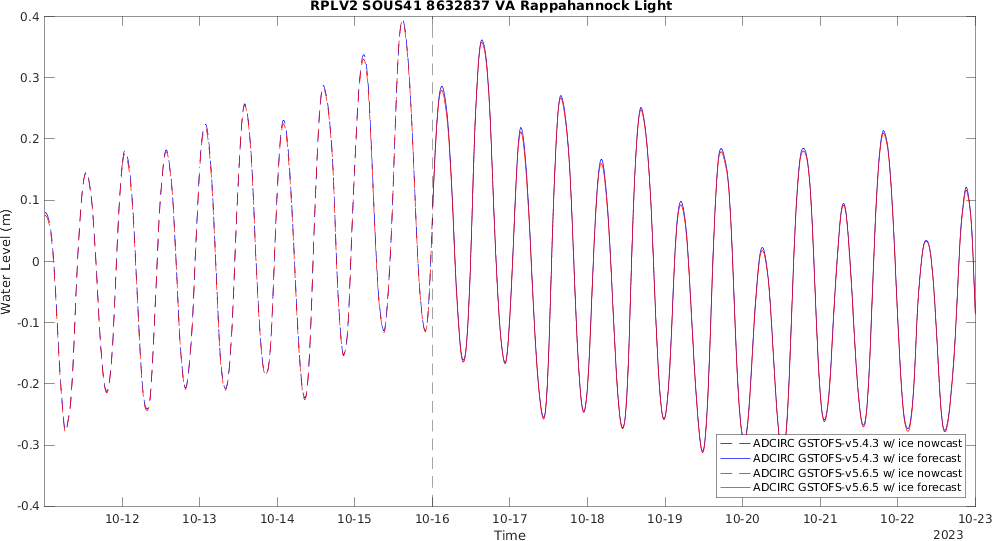 RPLV2 SOUS41 8632837 VA Rappahannock Light
0.4
0.3
0.2
0.1
0
-0.1
-0.2
-0.3
-0.4
Water Level (m)
ADCIRC GSTOFS-v5.4.3 w/ ice nowcast
ADCIRC GSTOFS-v5.4.3 w/ ice forecast
ADCIRC GSTOFS-v5.6.5 w/ ice nowcast
ADCIRC GSTOFS-v5.6.5 w/ ice forecast
10-12 10-13 10-14 10-15 10-16 10-17 10-18 10-19 10-20 10-21 10-22 10-23
Time
2023